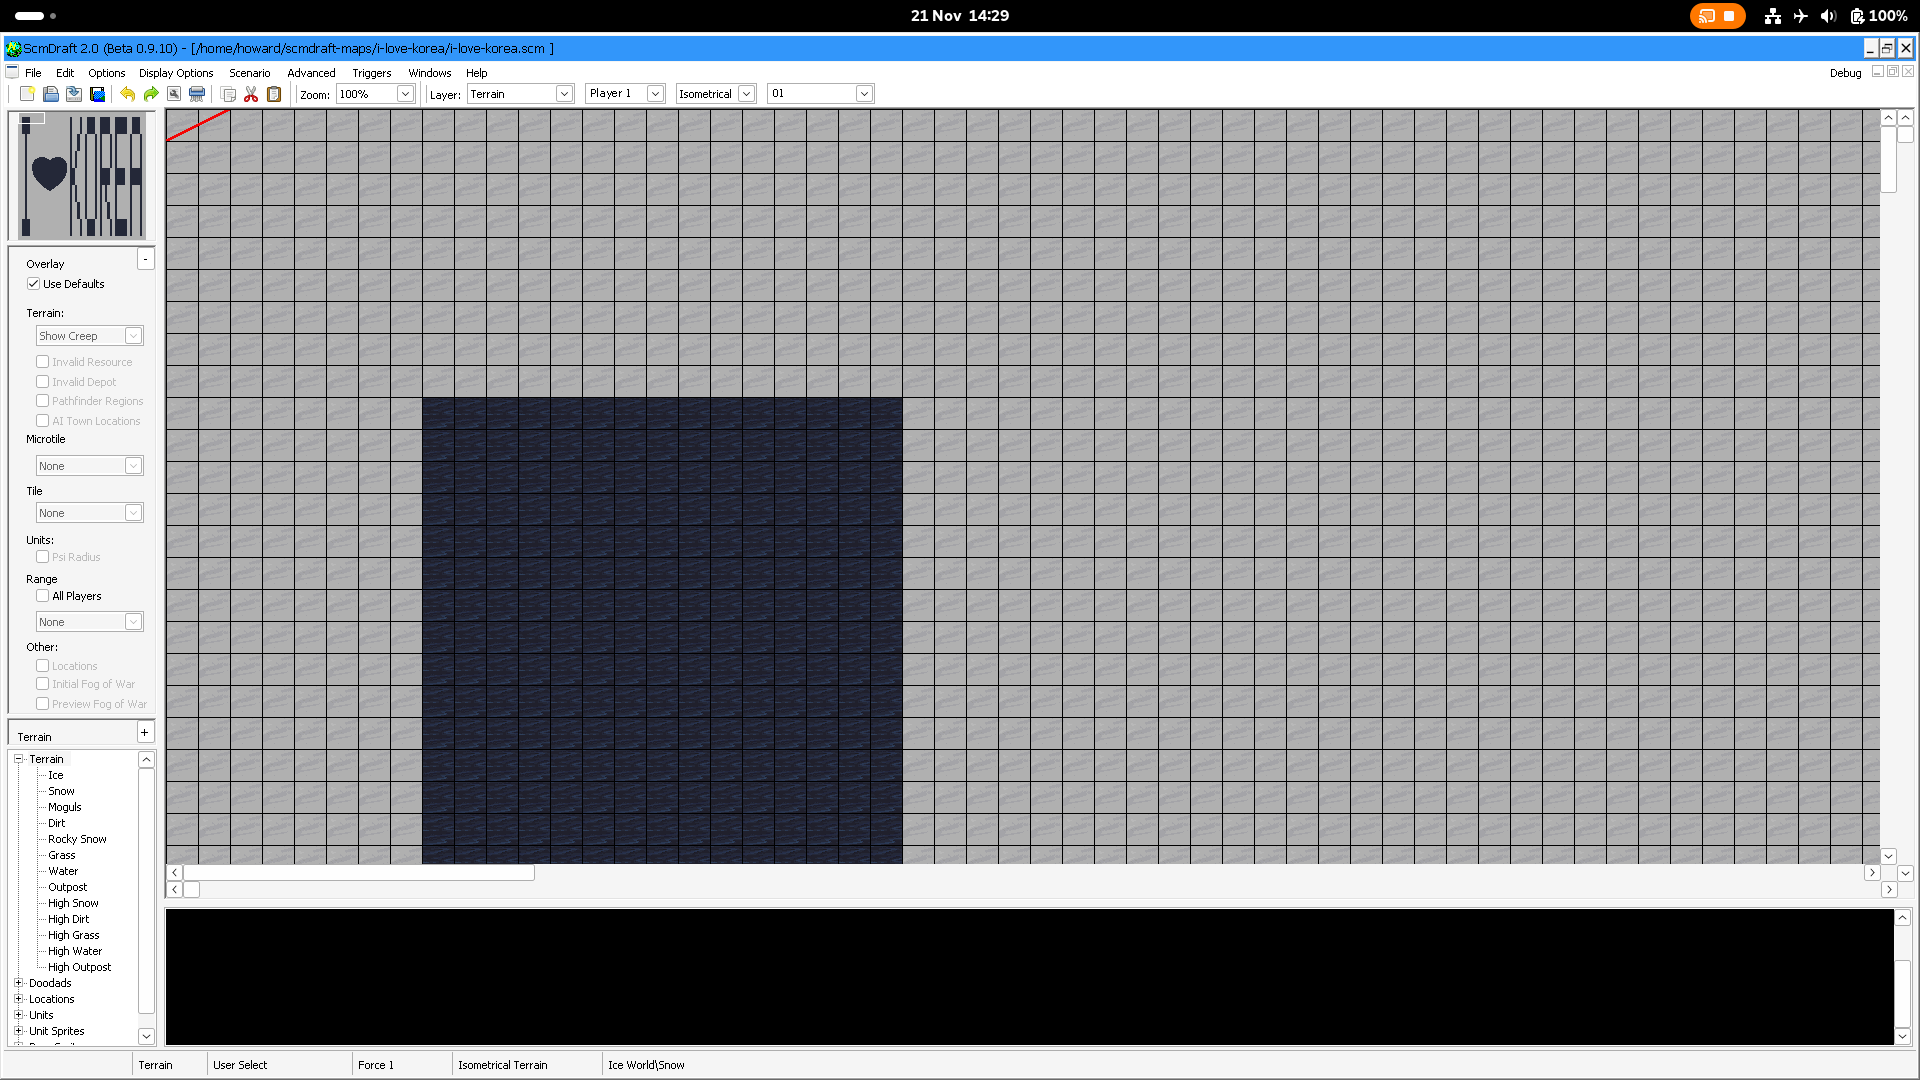 21 Nov 14:29
100%
ScmDraft 2.0 (Beta 0.9.10) - [/home/howard/scmdraft-maps/i-love-korea/i-love-korea.scm ]
File Edit Options Display Options Scenario Advanced Triggers Windows Help Debug
Zoom: 100% Layer: Terrain Player 1 Isometrical 01
I KOREA
Overlay
-
Use Defaults
Terrain:
Show Creep
Invalid Resource
Invalid Depot
Pathfinder Regions
AI Town Locations
Microtile
None
Tile
None
Units:
Psi Radius
Range
All Players
None
Other:
Locations
Initial Fog of War
Preview Fog of War
Terrain +
Terrain
Ice
Snow
Moguls
Dirt
Rocky Snow
Grass
Water
Outpost
High Snow
High Dirt
High Grass
High Water
High Outpost
Doodads
Locations
Units
Unit Sprites
Terrain User Select Force 1 Isometrical Terrain Ice World\Snow